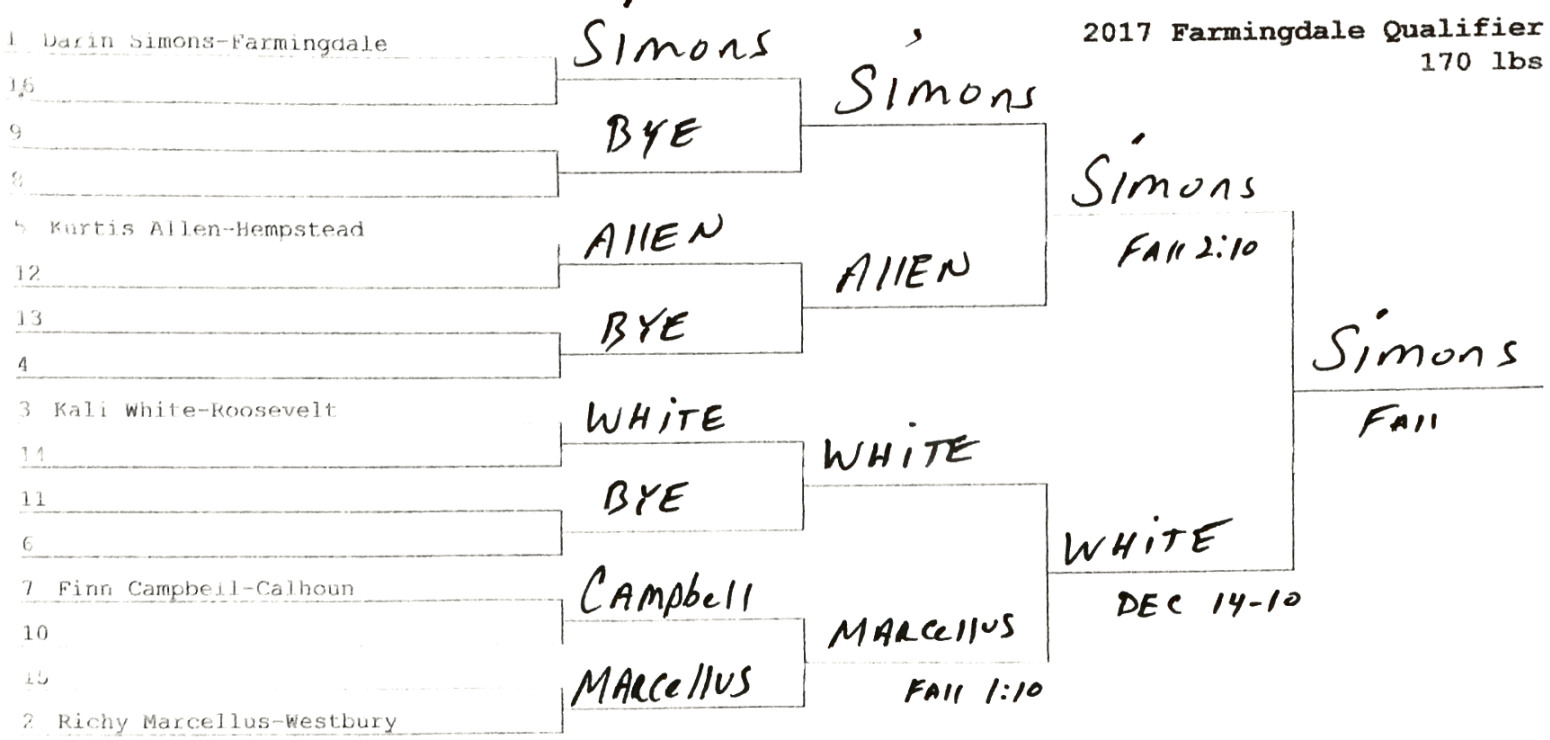 2017 Farmingdale Qualifier
170 lbs
1 Darin Simons-Farmingdale
16
9
8
5 Kurtis Allen-Hempstead
12
13
4
3 Kali White-Roosevelt
14
11
6
7 Finn Campbell-Calhoun
10
15
2 Richy Marcellus-Westbury
Simons
BYE
AllEN
BYE
WHiTE
BYE
CAmpbell
MARcellus
Simons
AllEN
WHiTE
MARcellus
FAll 1:10
Simons
FAll 2:10
WHiTE
DEC 14-10
Simons
FAll